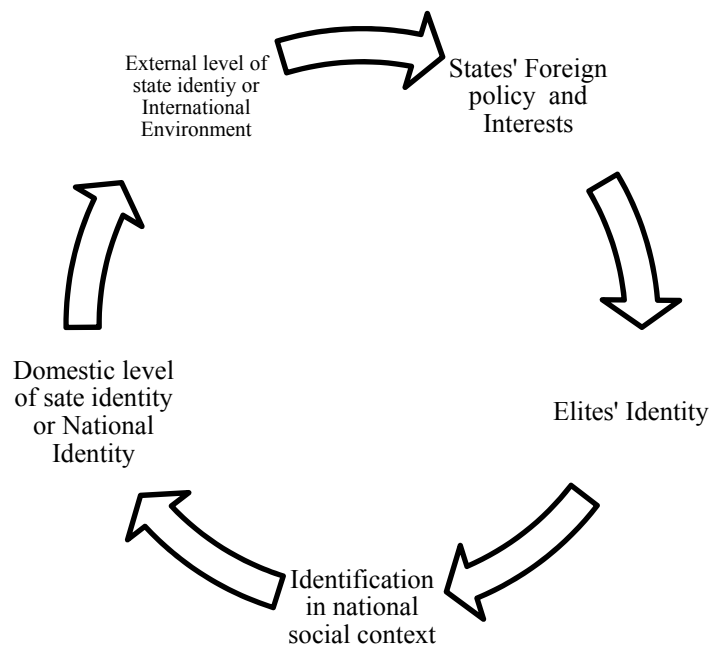 External level of
state identiy or
International
Environment
States' Foreign
policy and
Interests
Elites' Identity
Identification
in national
social context
Domestic level
of sate identity
or National
Identity